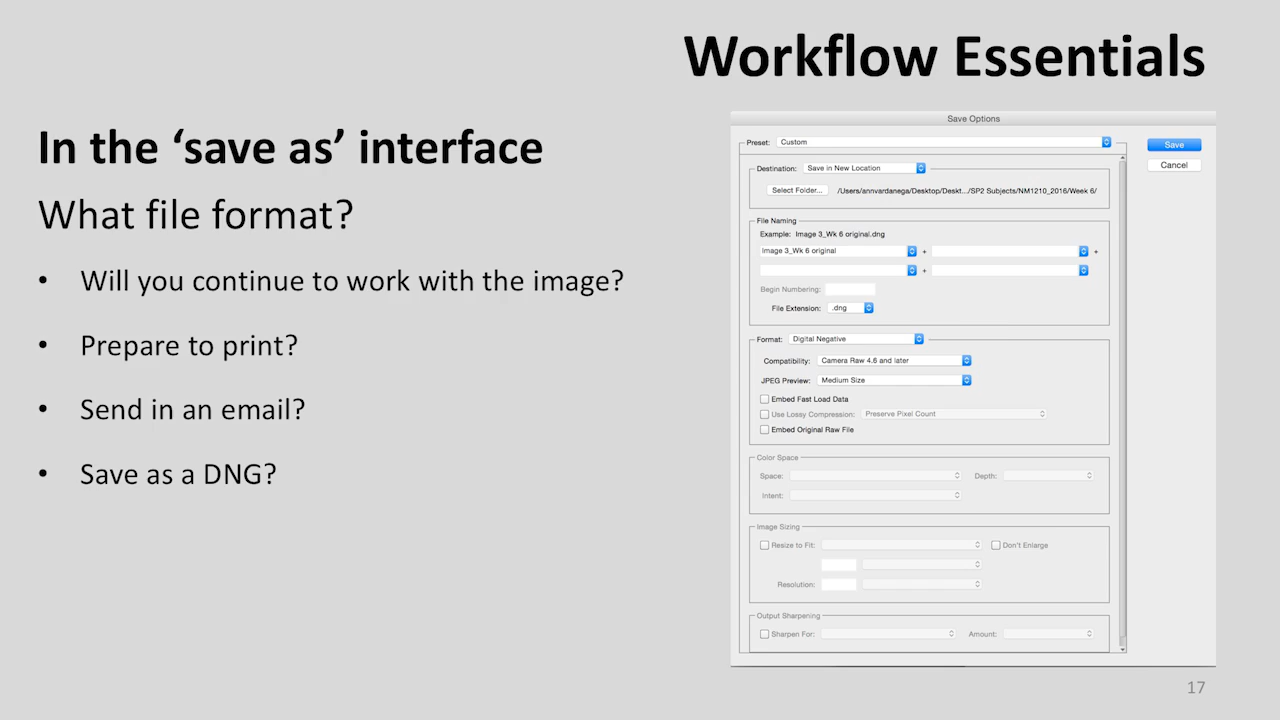 Workflow Essentials
In the ‘save as’ interface
What file format?
• Will you continue to work with the image?
• Prepare to print?
• Send in an email?
• Save as a DNG?
Save Options
Preset: Custom
Save
Cancel
Destination: Save in New Location
Select Folder... /Users/annvardanega/Desktop/Deskt.../SP2 Subjects/NM1210_2016/Week 6/
File Naming
Example: Image 3_Wk 6 original.dng
Image 3_Wk 6 original + +
+
Begin Numbering:
File Extension: .dng
Format: Digital Negative
Compatibility: Camera Raw 4.6 and later
JPEG Preview: Medium Size
Embed Fast Load Data
Use Lossy Compression: Preserve Pixel Count
Embed Original Raw File
Color Space
Space: Depth:
Intent:
Image Sizing
Resize to Fit: Don't Enlarge
Resolution:
Output Sharpening
Sharpen For: Amount:
17